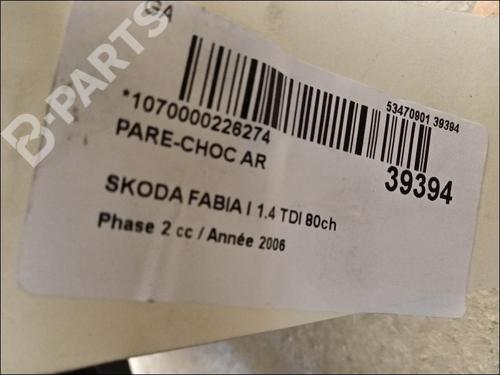 GA
*1070000226274
53470901 39394
PARE-CHOC AR
39394
SKODA FABIA I 1.4 TDI 80ch
Phase 2 cc / Année 2006
B-PARTS